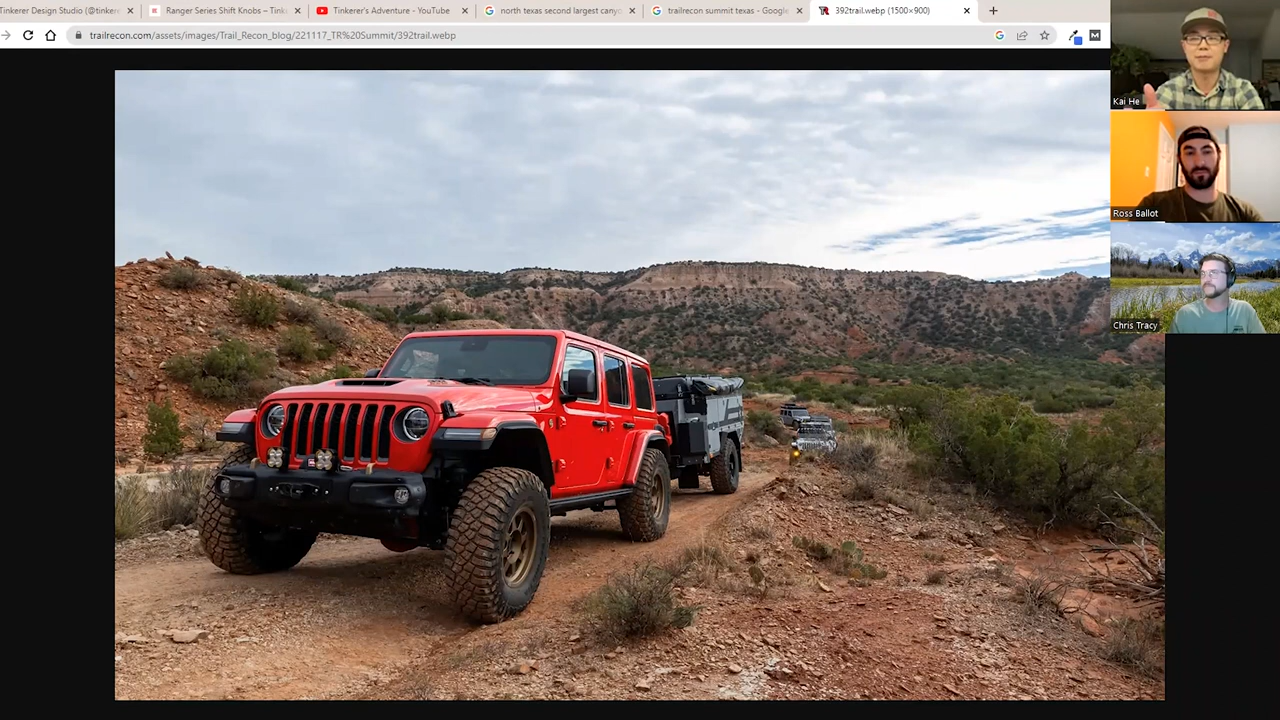 Tinkerer Design Studio (@tinkere
Ranger Series Shift Knobs – Tink
Tinkerer's Adventure - YouTube
north texas second largest canyo
trailrecon summit texas - Google
392trail.webp (1500×900)
trailrecon.com/assets/images/Trail_Recon_blog/221117_TR%20Summit/392trail.webp
Kai He
Ross Ballot
Chris Tracy